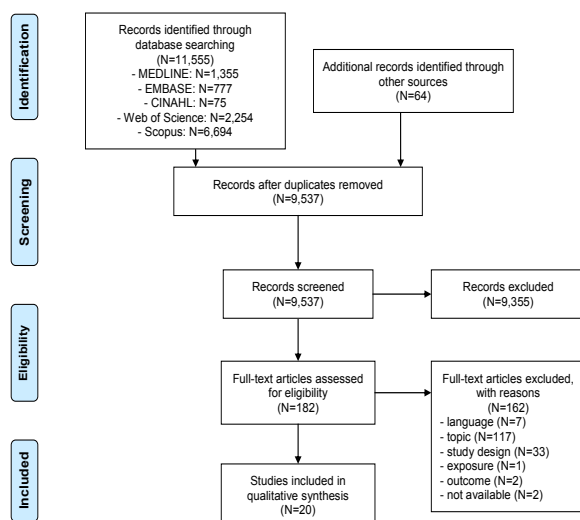 Identification
Records identified through
database searching
(N=11,555)
- MEDLINE: N=1,355
- EMBASE: N=777
- CINAHL: N=75
- Web of Science: N=2,254
- Scopus: N=6,694
Additional records identified through
other sources
(N=64)
Screening
Records after duplicates removed
(N=9,537)
Records screened
(N=9,537)
Records excluded
(N=9,355)
Eligibility
Full-text articles assessed
for eligibility
(N=182)
Full-text articles excluded,
with reasons
(N=162)
- language (N=7)
- topic (N=117)
- study design (N=33)
- exposure (N=1)
- outcome (N=2)
- not available (N=2)
Included
Studies included in
qualitative synthesis
(N=20)